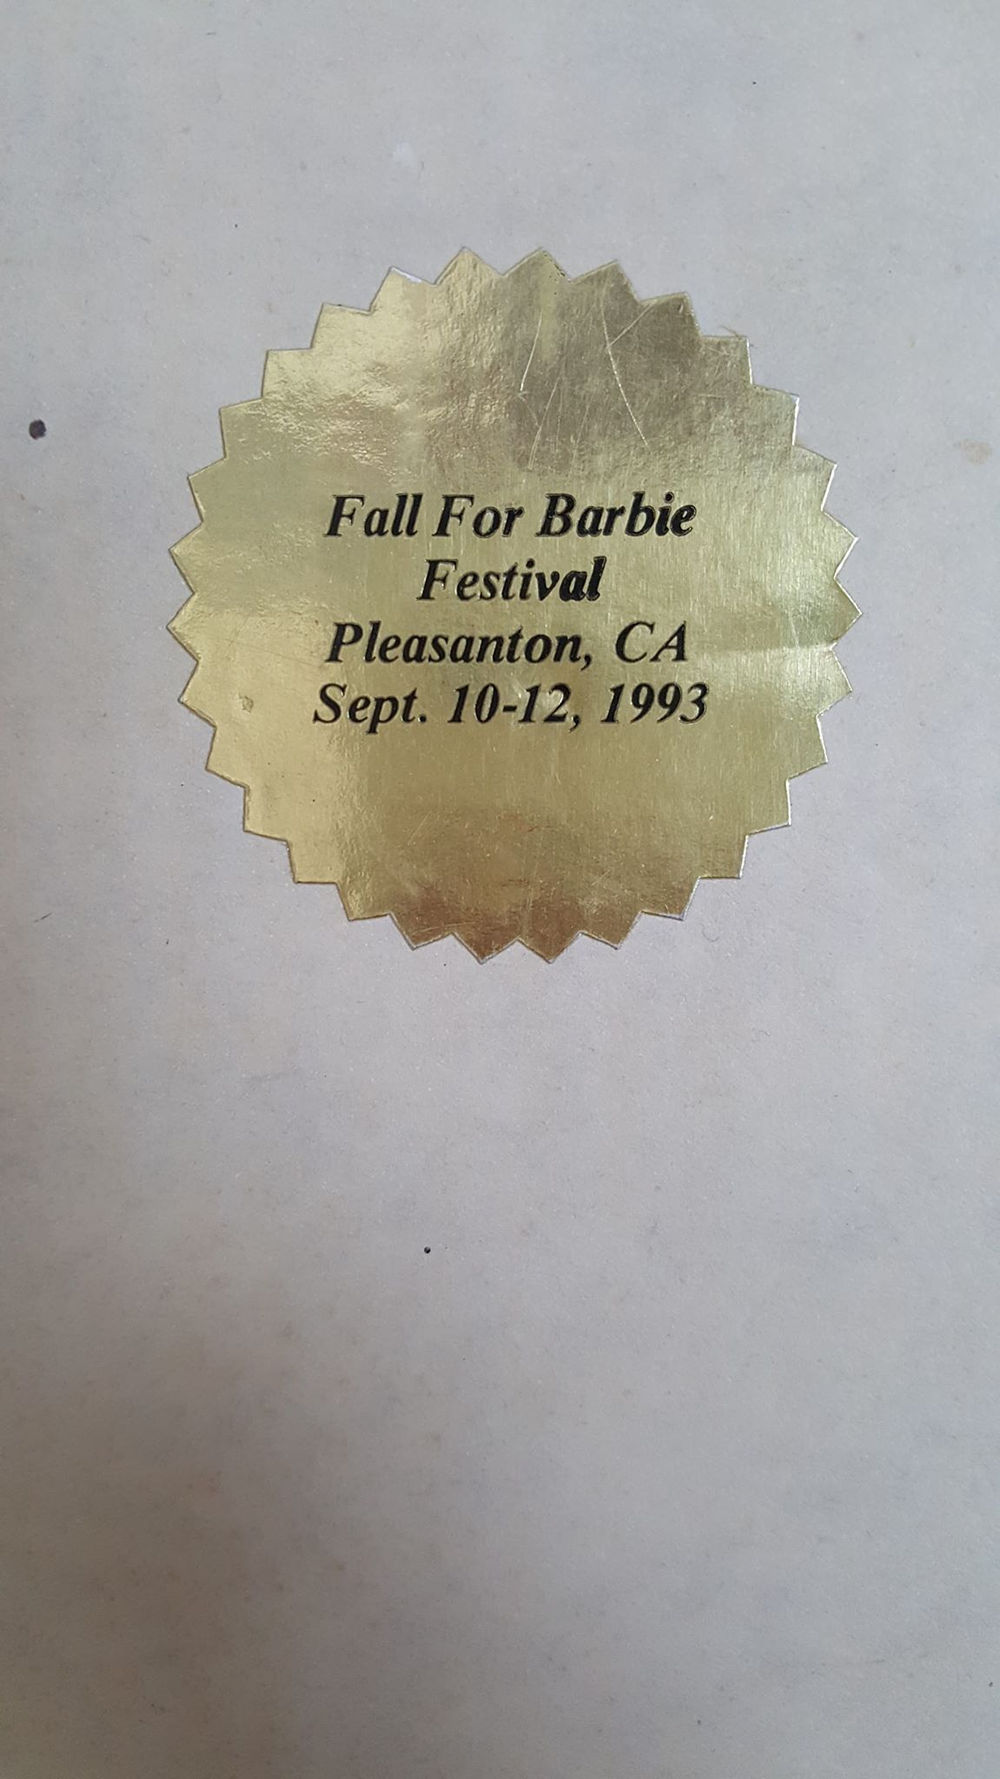 Fall For Barbie
Festival
Pleasanton, CA
Sept. 10-12, 1993